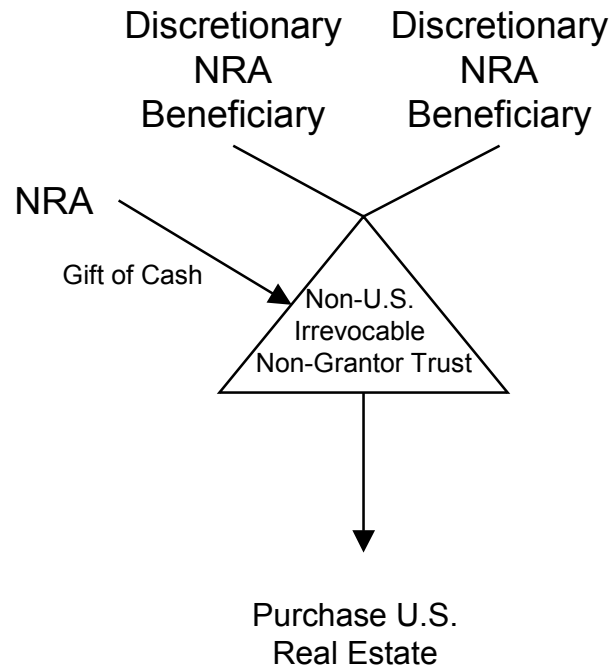 Discretionary
NRA
Beneficiary
Discretionary
NRA
Beneficiary
NRA
Gift of Cash
Non-U.S.
Irrevocable
Non-Grantor Trust
Purchase U.S.
Real Estate